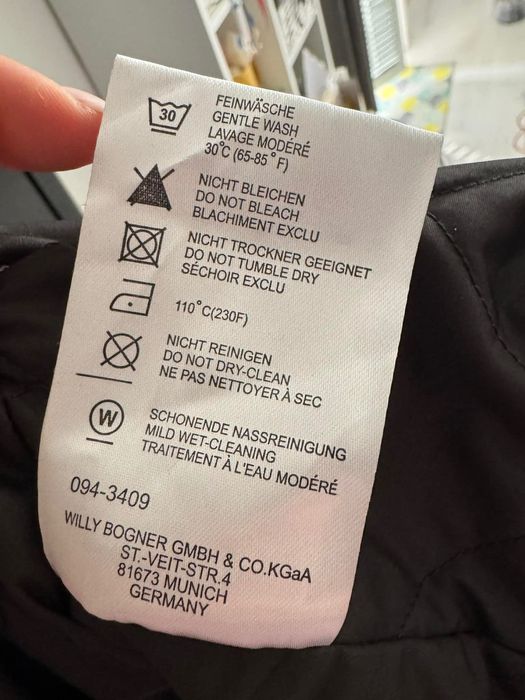 30
FEINWÄSCHE
GENTLE WASH
LAVAGE MODÉRÉ
30°C (65-85°F)
NICHT BLEICHEN
DO NOT BLEACH
BLACHIMENT EXCLU
NICHT TROCKNER GEEIGNET
DO NOT TUMBLE DRY
SÉCHOIR EXCLU
110°C(230F)
NICHT REINIGEN
DO NOT DRY-CLEAN
NE PAS NETTOYER À SEC
W
SCHONENDE NASSREINIGUNG
MILD WET-CLEANING
TRAITEMENT À L'EAU MODÉRÉ
094-3409
WILLY BOGNER GMBH & CO.KGaA
ST.-VEIT-STR.4
81673 MUNICH
GERMANY